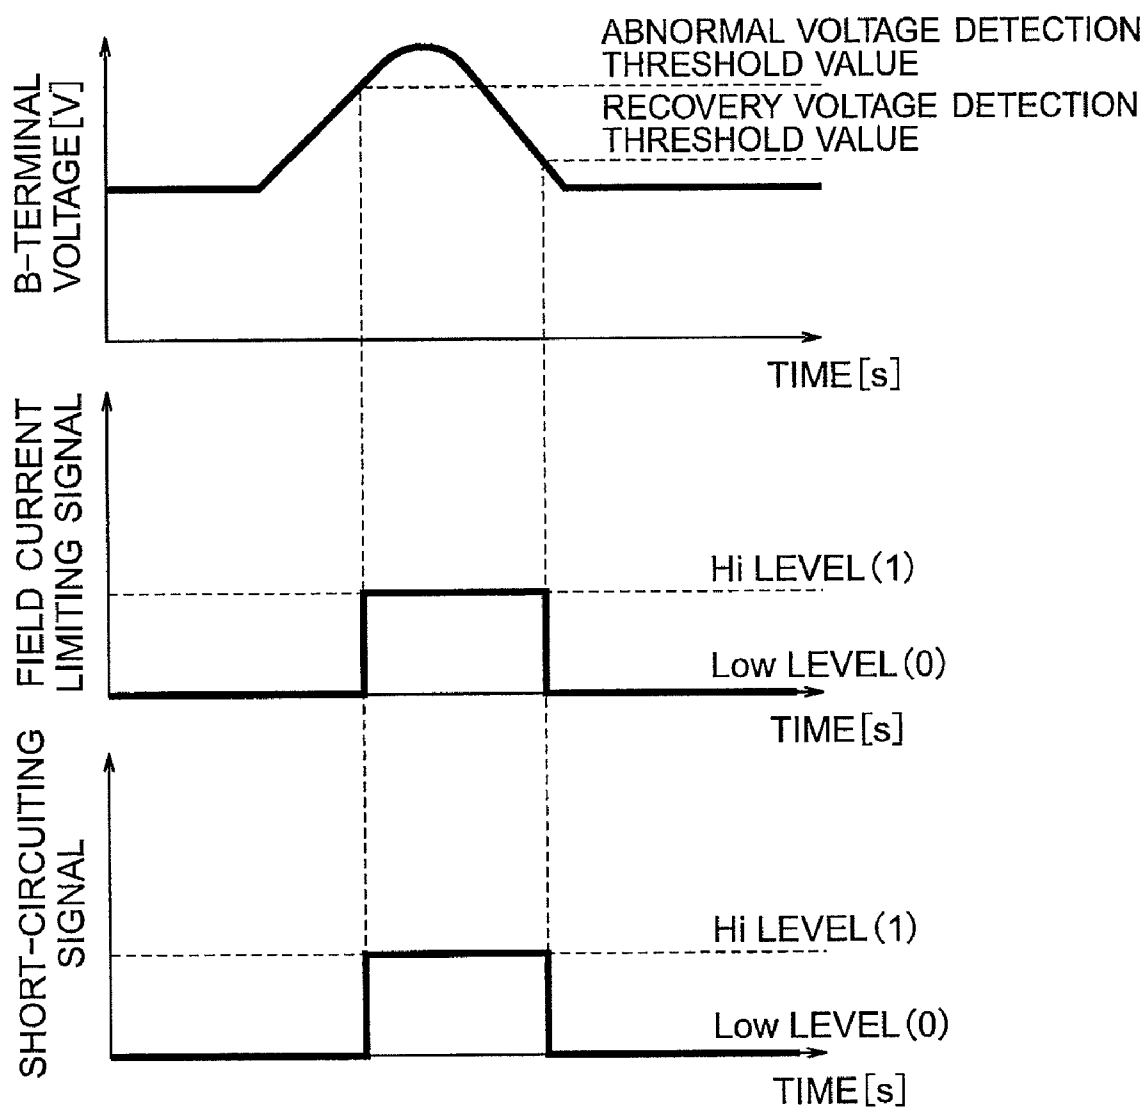 ABNORMAL VOLTAGE DETECTION
THRESHOLD VALUE
RECOVERY VOLTAGE DETECTION
THRESHOLD VALUE
B-TERMINAL
VOLTAGE[V]
TIME[s]
FIELD CURRENT
LIMITING SIGNAL
Hi LEVEL(1)
Low LEVEL(0)
TIME[s]
SHORT-CIRCUITING
SIGNAL
Hi LEVEL(1)
Low LEVEL(0)
TIME[s]